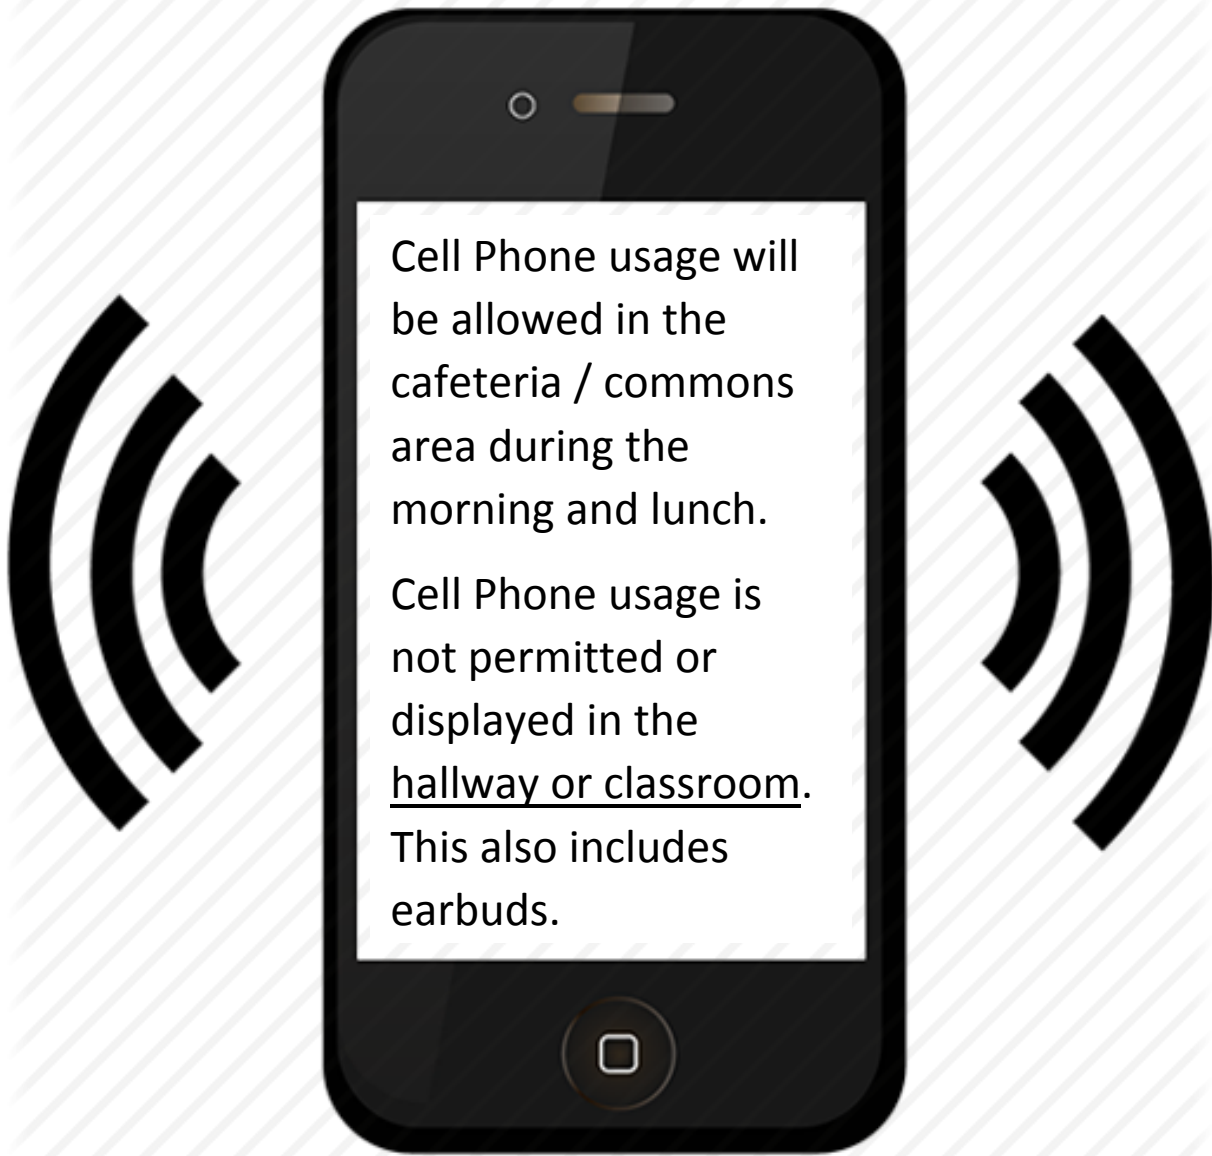 Cell Phone usage will
be allowed in the
cafeteria / commons
area during the
morning and lunch.
Cell Phone usage is
not permitted or
displayed in the
hallway or classroom.
This also includes
earbuds.